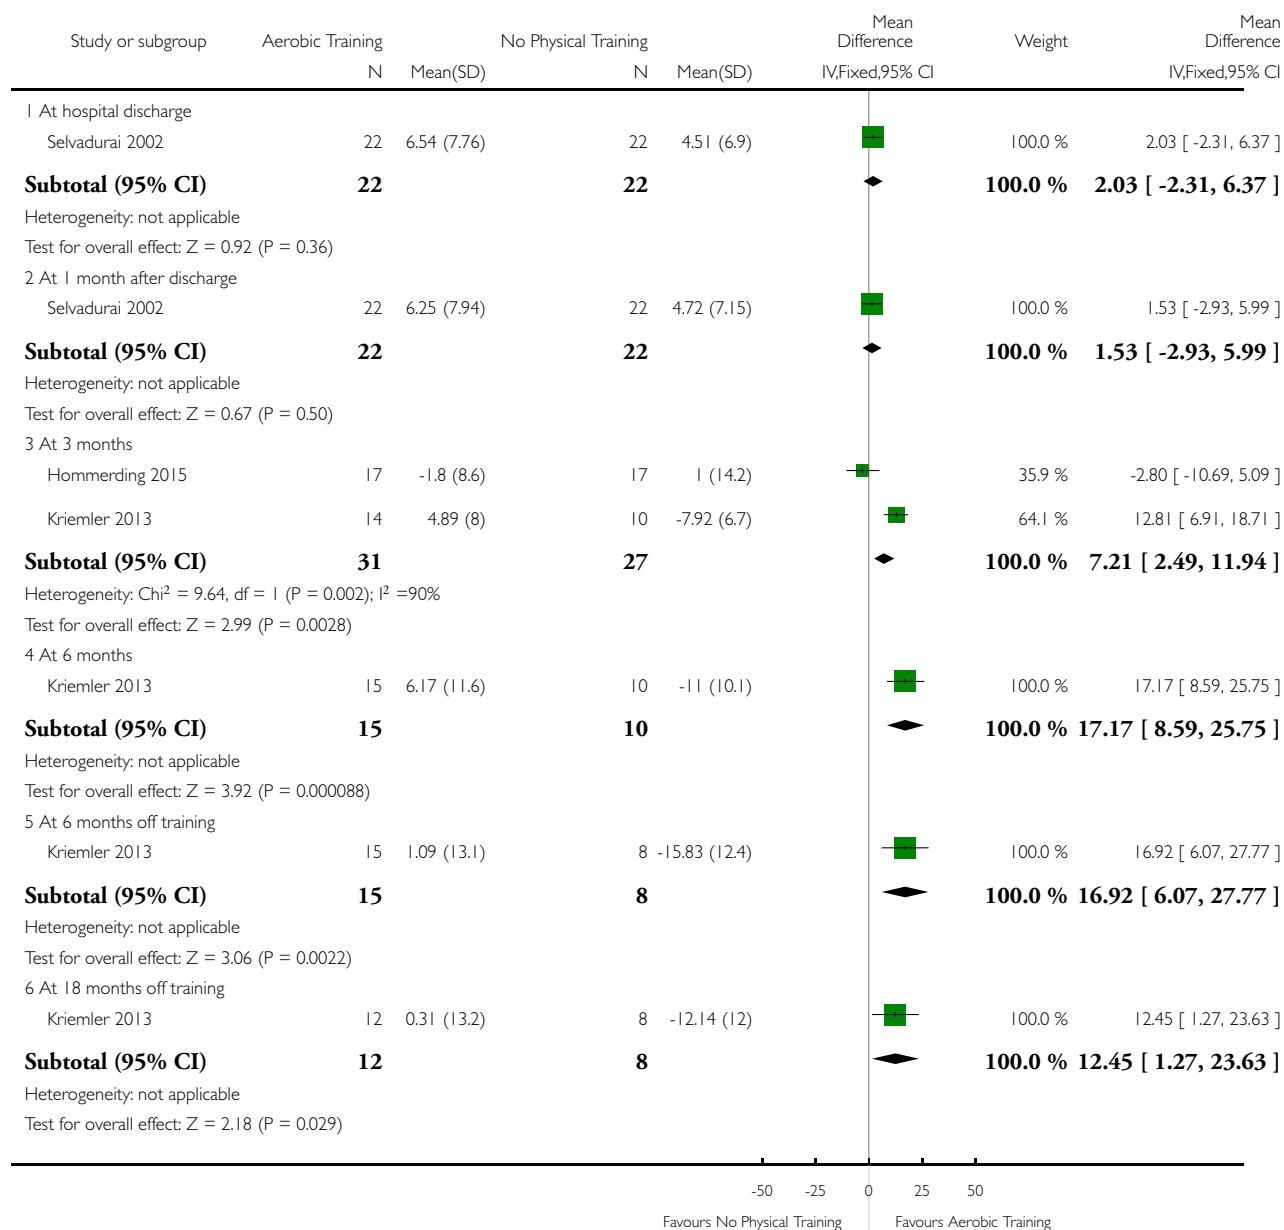 Study or subgroup Aerobic Training No Physical Training Mean Difference Weight Mean Difference
N Mean(SD) N Mean(SD) IV,Fixed,95% CI IV,Fixed,95% CI
1 At hospital discharge
Selvadurai 2002 22 6.54 (7.76) 22 4.51 (6.9) 100.0 % 2.03 [ -2.31, 6.37 ]
Subtotal (95% CI) 22 22 100.0 % 2.03 [ -2.31, 6.37 ]
Heterogeneity: not applicable
Test for overall effect: Z = 0.92 (P = 0.36)
2 At 1 month after discharge
Selvadurai 2002 22 6.25 (7.94) 22 4.72 (7.15) 100.0 % 1.53 [ -2.93, 5.99 ]
Subtotal (95% CI) 22 22 100.0 % 1.53 [ -2.93, 5.99 ]
Heterogeneity: not applicable
Test for overall effect: Z = 0.67 (P = 0.50)
3 At 3 months
Hommerding 2015 17 -1.8 (8.6) 17 1 (14.2) 35.9 % -2.80 [ -10.69, 5.09 ]
Kriemler 2013 14 4.89 (8) 10 -7.92 (6.7) 64.1 % 12.81 [ 6.91, 18.71 ]
Subtotal (95% CI) 31 27 100.0 % 7.21 [ 2.49, 11.94 ]
Heterogeneity: Chi² = 9.64, df = 1 (P = 0.002); I² =90%
Test for overall effect: Z = 2.99 (P = 0.0028)
4 At 6 months
Kriemler 2013 15 6.17 (11.6) 10 -11 (10.1) 100.0 % 17.17 [ 8.59, 25.75 ]
Subtotal (95% CI) 15 10 100.0 % 17.17 [ 8.59, 25.75 ]
Heterogeneity: not applicable
Test for overall effect: Z = 3.92 (P = 0.000088)
5 At 6 months off training
Kriemler 2013 15 1.09 (13.1) 8 -15.83 (12.4) 100.0 % 16.92 [ 6.07, 27.77 ]
Subtotal (95% CI) 15 8 100.0 % 16.92 [ 6.07, 27.77 ]
Heterogeneity: not applicable
Test for overall effect: Z = 3.06 (P = 0.0022)
6 At 18 months off training
Kriemler 2013 12 0.31 (13.2) 8 -12.14 (12) 100.0 % 12.45 [ 1.27, 23.63 ]
Subtotal (95% CI) 12 8 100.0 % 12.45 [ 1.27, 23.63 ]
Heterogeneity: not applicable
Test for overall effect: Z = 2.18 (P = 0.029)
-50 -25 0 25 50
Favours No Physical Training Favours Aerobic Training